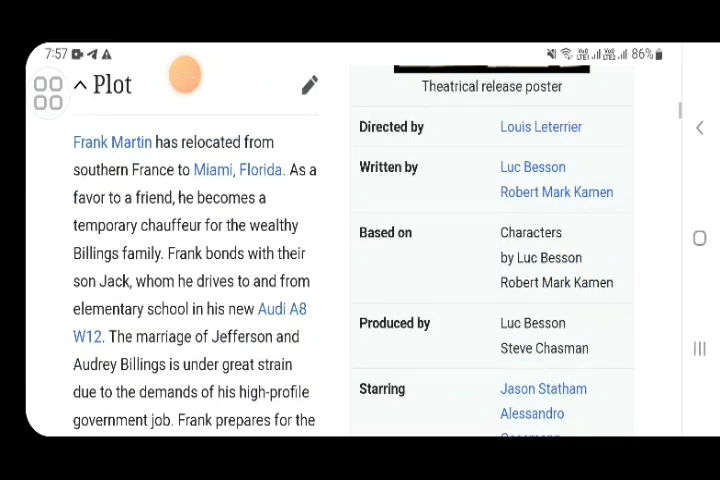 7:57
86%
Plot
Frank Martin has relocated from
southern France to Miami, Florida. As a
favor to a friend, he becomes a
temporary chauffeur for the wealthy
Billings family. Frank bonds with their
son Jack, whom he drives to and from
elementary school in his new Audi A8
W12. The marriage of Jefferson and
Audrey Billings is under great strain
due to the demands of his high-profile
government job. Frank prepares for the
Theatrical release poster
Directed by Louis Leterrier
Written by Luc Besson
Robert Mark Kamen
Based on Characters
by Luc Besson
Robert Mark Kamen
Produced by Luc Besson
Steve Chasman
Starring Jason Statham
Alessandro